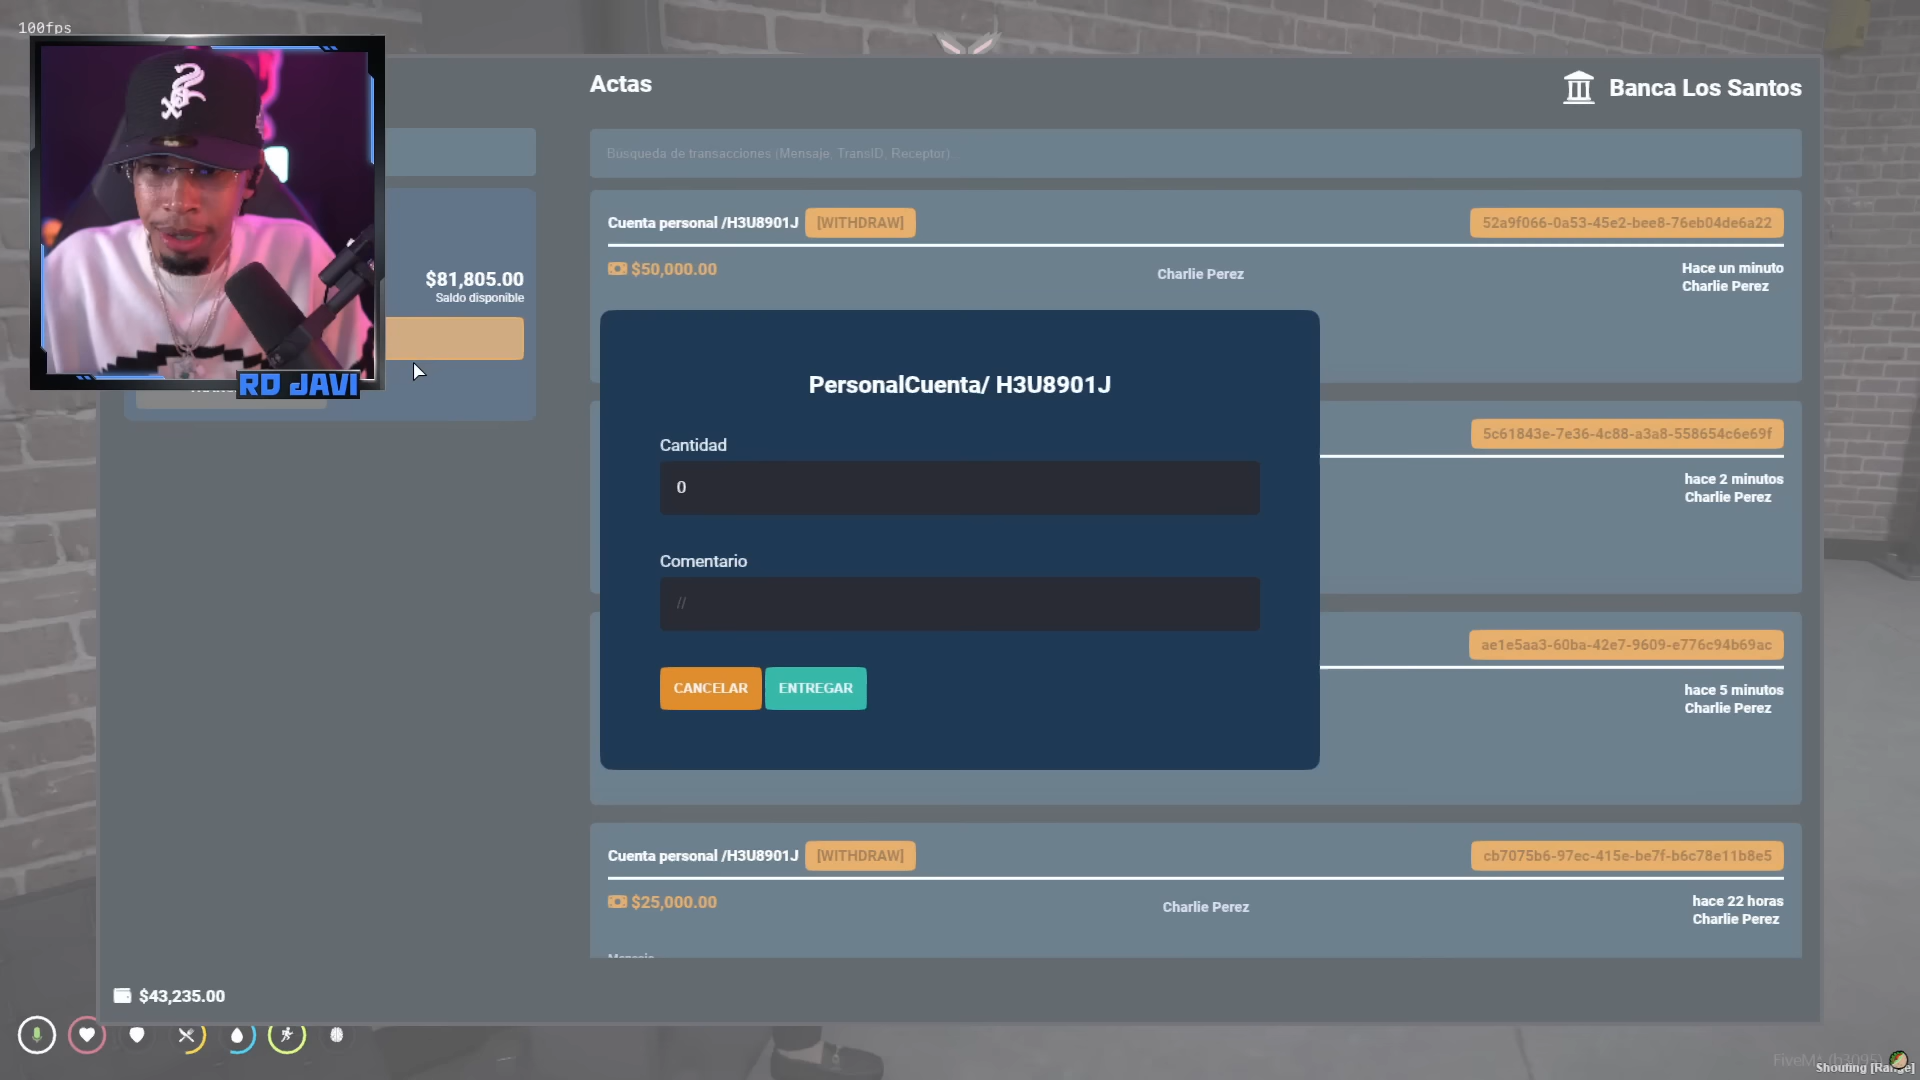 100fps
Actas
Banca Los Santos
Busqueda de transacciones (Mensaje, TransID, Receptor)...
Cuenta personal /H3U8901J [WITHDRAW]
52a9f066-0a53-45e2-bee8-76eb04de6a22
$50,000.00
Charlie Perez
Hace un minuto
Charlie Perez
$81,805.00
Saldo disponible
RD JAVI
PersonalCuenta/ H3U8901J
Cantidad
0
Comentario
//
CANCELAR
ENTREGAR
5c61843e-7e36-4c88-a3a8-558654c6e69f
hace 2 minutos
Charlie Perez
ae1e5aa3-60ba-42e7-9609-e776c94b69ac
hace 5 minutos
Charlie Perez
Cuenta personal /H3U8901J [WITHDRAW]
cb7075b6-97ec-415e-be7f-b6c78e11b8e5
$25,000.00
Charlie Perez
hace 22 horas
Charlie Perez
$43,235.00
Shouting [Range]